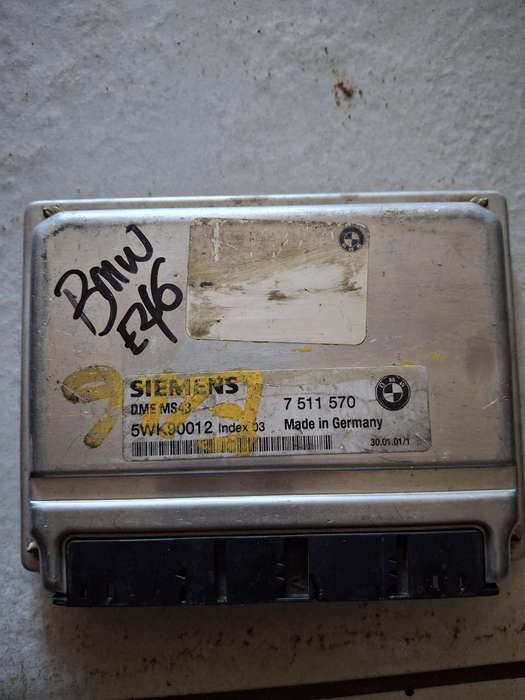 BMW
E46
SIEMENS
DME MS43
7 511 570
5WK90012 Index 03
Made in Germany
30.01.01/1